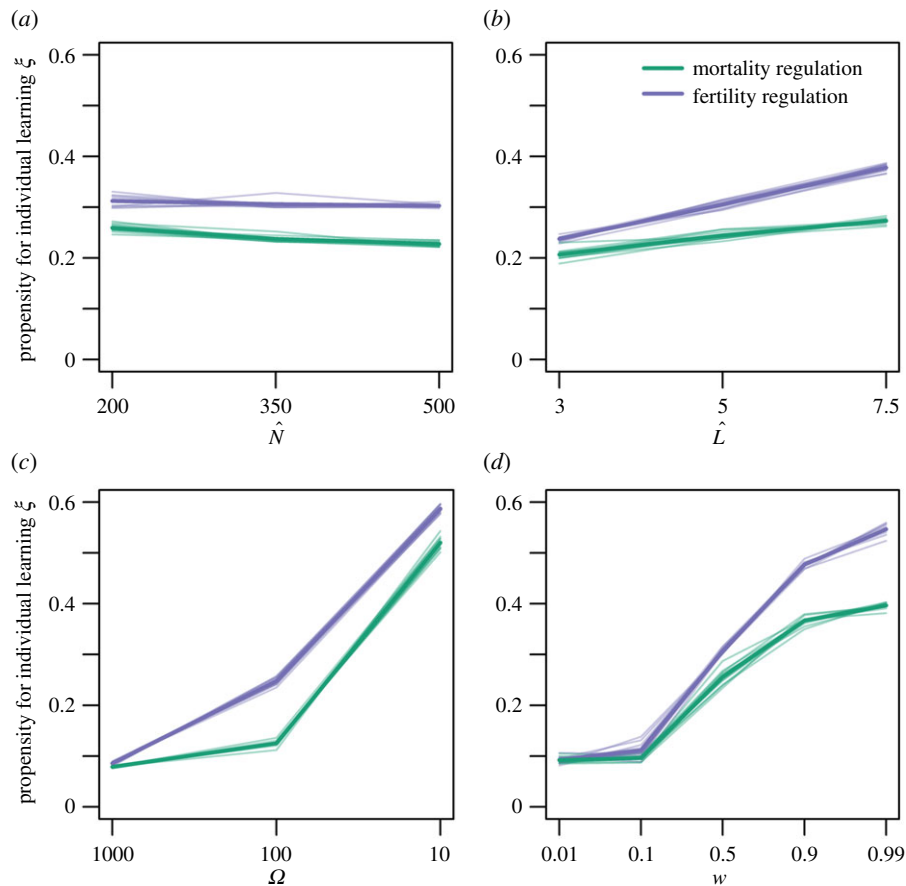 (a)
propensity for individual learning ξ
0.6
0.4
0.2
0
200 350 500
N̂
(b)
mortality regulation
fertility regulation
0.6
0.4
0.2
0
3 5 7.5
L̂
(c)
propensity for individual learning ξ
0.6
0.4
0.2
0
1000 100 10
Ω
(d)
0.6
0.4
0.2
0
0.01 0.1 0.5 0.9 0.99
w